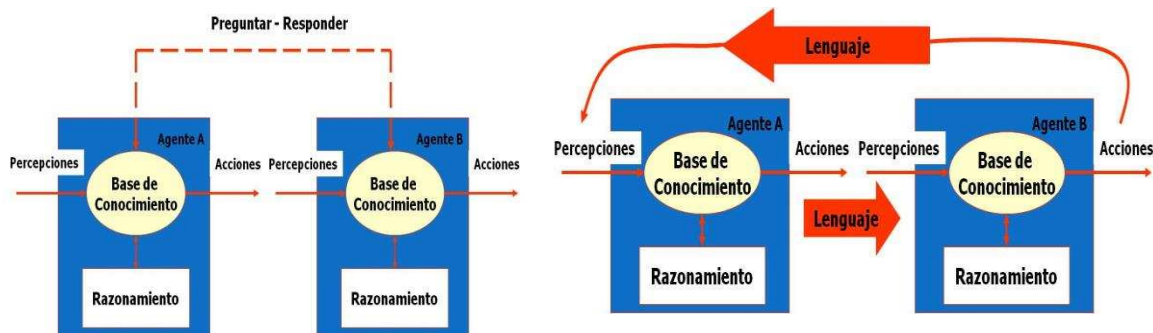 Preguntar - Responder
Agente A
Percepciones
Acciones
Base de
Conocimiento
Razonamiento
Agente B
Percepciones
Acciones
Base de
Conocimiento
Razonamiento
Lenguaje
Agente A
Percepciones
Acciones
Base de
Conocimiento
Razonamiento
Lenguaje
Agente B
Percepciones
Acciones
Base de
Conocimiento
Razonamiento